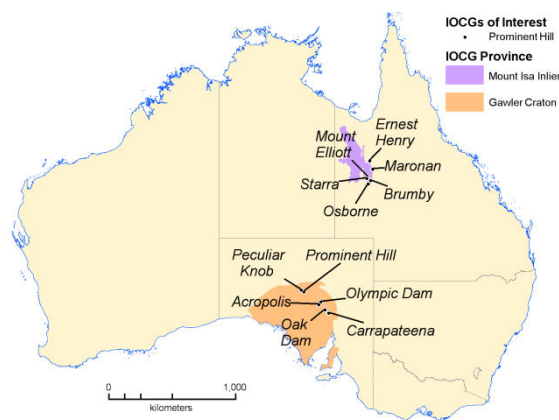 IOCGs of Interest
Prominent Hill
IOCG Province
Mount Isa Inlier
Gawler Craton
Ernest
Henry
Mount
Elliott
Maronan
Starra
Brumby
Osborne
Peculiar
Knob
Prominent Hill
Acropolis
Olympic Dam
Oak
Dam
Carrapateena
0
1,000
kilometers